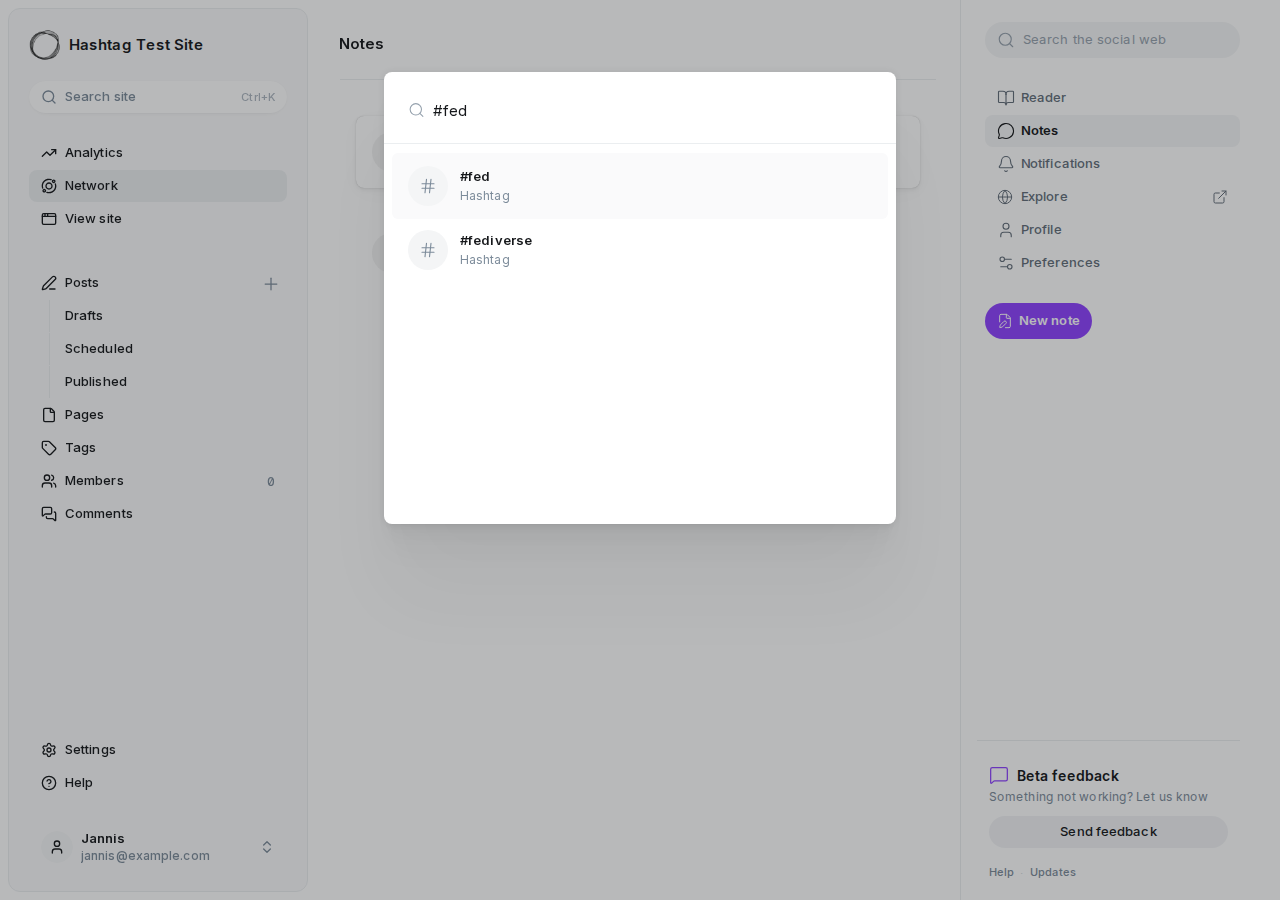 Hashtag Test Site
Search site
Ctrl+K
Analytics
Network
View site
Posts
Drafts
Scheduled
Published
Pages
Tags
Members
0
Comments
Settings
Help
Jannis
jannis@example.com
Notes
#fed
#fed
Hashtag
#fediverse
Hashtag
Search the social web
Reader
Notes
Notifications
Explore
Profile
Preferences
New note
Beta feedback
Something not working? Let us know
Send feedback
Help · Updates